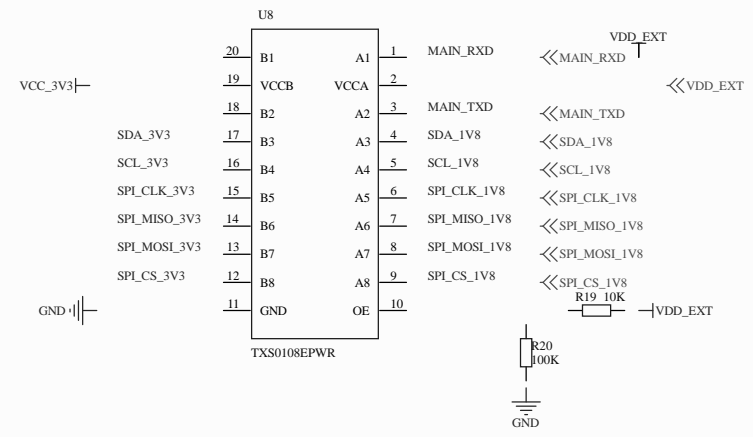 U8
VDD_EXT
20 B1 A1 1 MAIN_RXD MAIN_RXD
VCC_3V3 19 VCCB VCCA 2 VDD_EXT
18 B2 A2 3 MAIN_TXD MAIN_TXD
SDA_3V3 17 B3 A3 4 SDA_1V8 SDA_1V8
SCL_3V3 16 B4 A4 5 SCL_1V8 SCL_1V8
SPI_CLK_3V3 15 B5 A5 6 SPI_CLK_1V8 SPI_CLK_1V8
SPI_MISO_3V3 14 B6 A6 7 SPI_MISO_1V8 SPI_MISO_1V8
SPI_MOSI_3V3 13 B7 A7 8 SPI_MOSI_1V8 SPI_MOSI_1V8
SPI_CS_3V3 12 B8 A8 9 SPI_CS_1V8 SPI_CS_1V8
R19 10K
GND 11 GND OE 10 VDD_EXT
TXS0108EPWR
R20
100K
GND